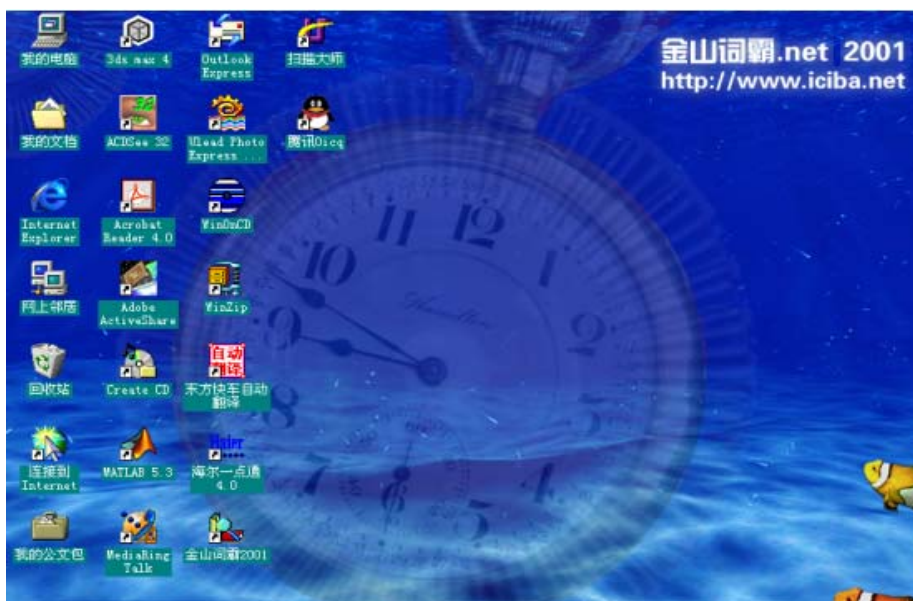 金山词霸.net 2001
http://www.iciba.net
我的电脑
3ds max 4
Outlook
Express
扫描大师
我的文档
ACDSee 32
Ulead Photo
Express ...
腾讯Oicq
Internet
Explorer
Acrobat
Reader 4.0
WinOnCD
网上邻居
Adobe
ActiveShare
WinZip
回收站
Create CD
自动
翻译
东方快车自动
翻译
连接到
Internet
MATLAB 5.3
Haier
海尔一点通
4.0
我的公文包
MediaRing
Talk
金山词霸2001
11
12
10
1
9
2
8
7
5
4